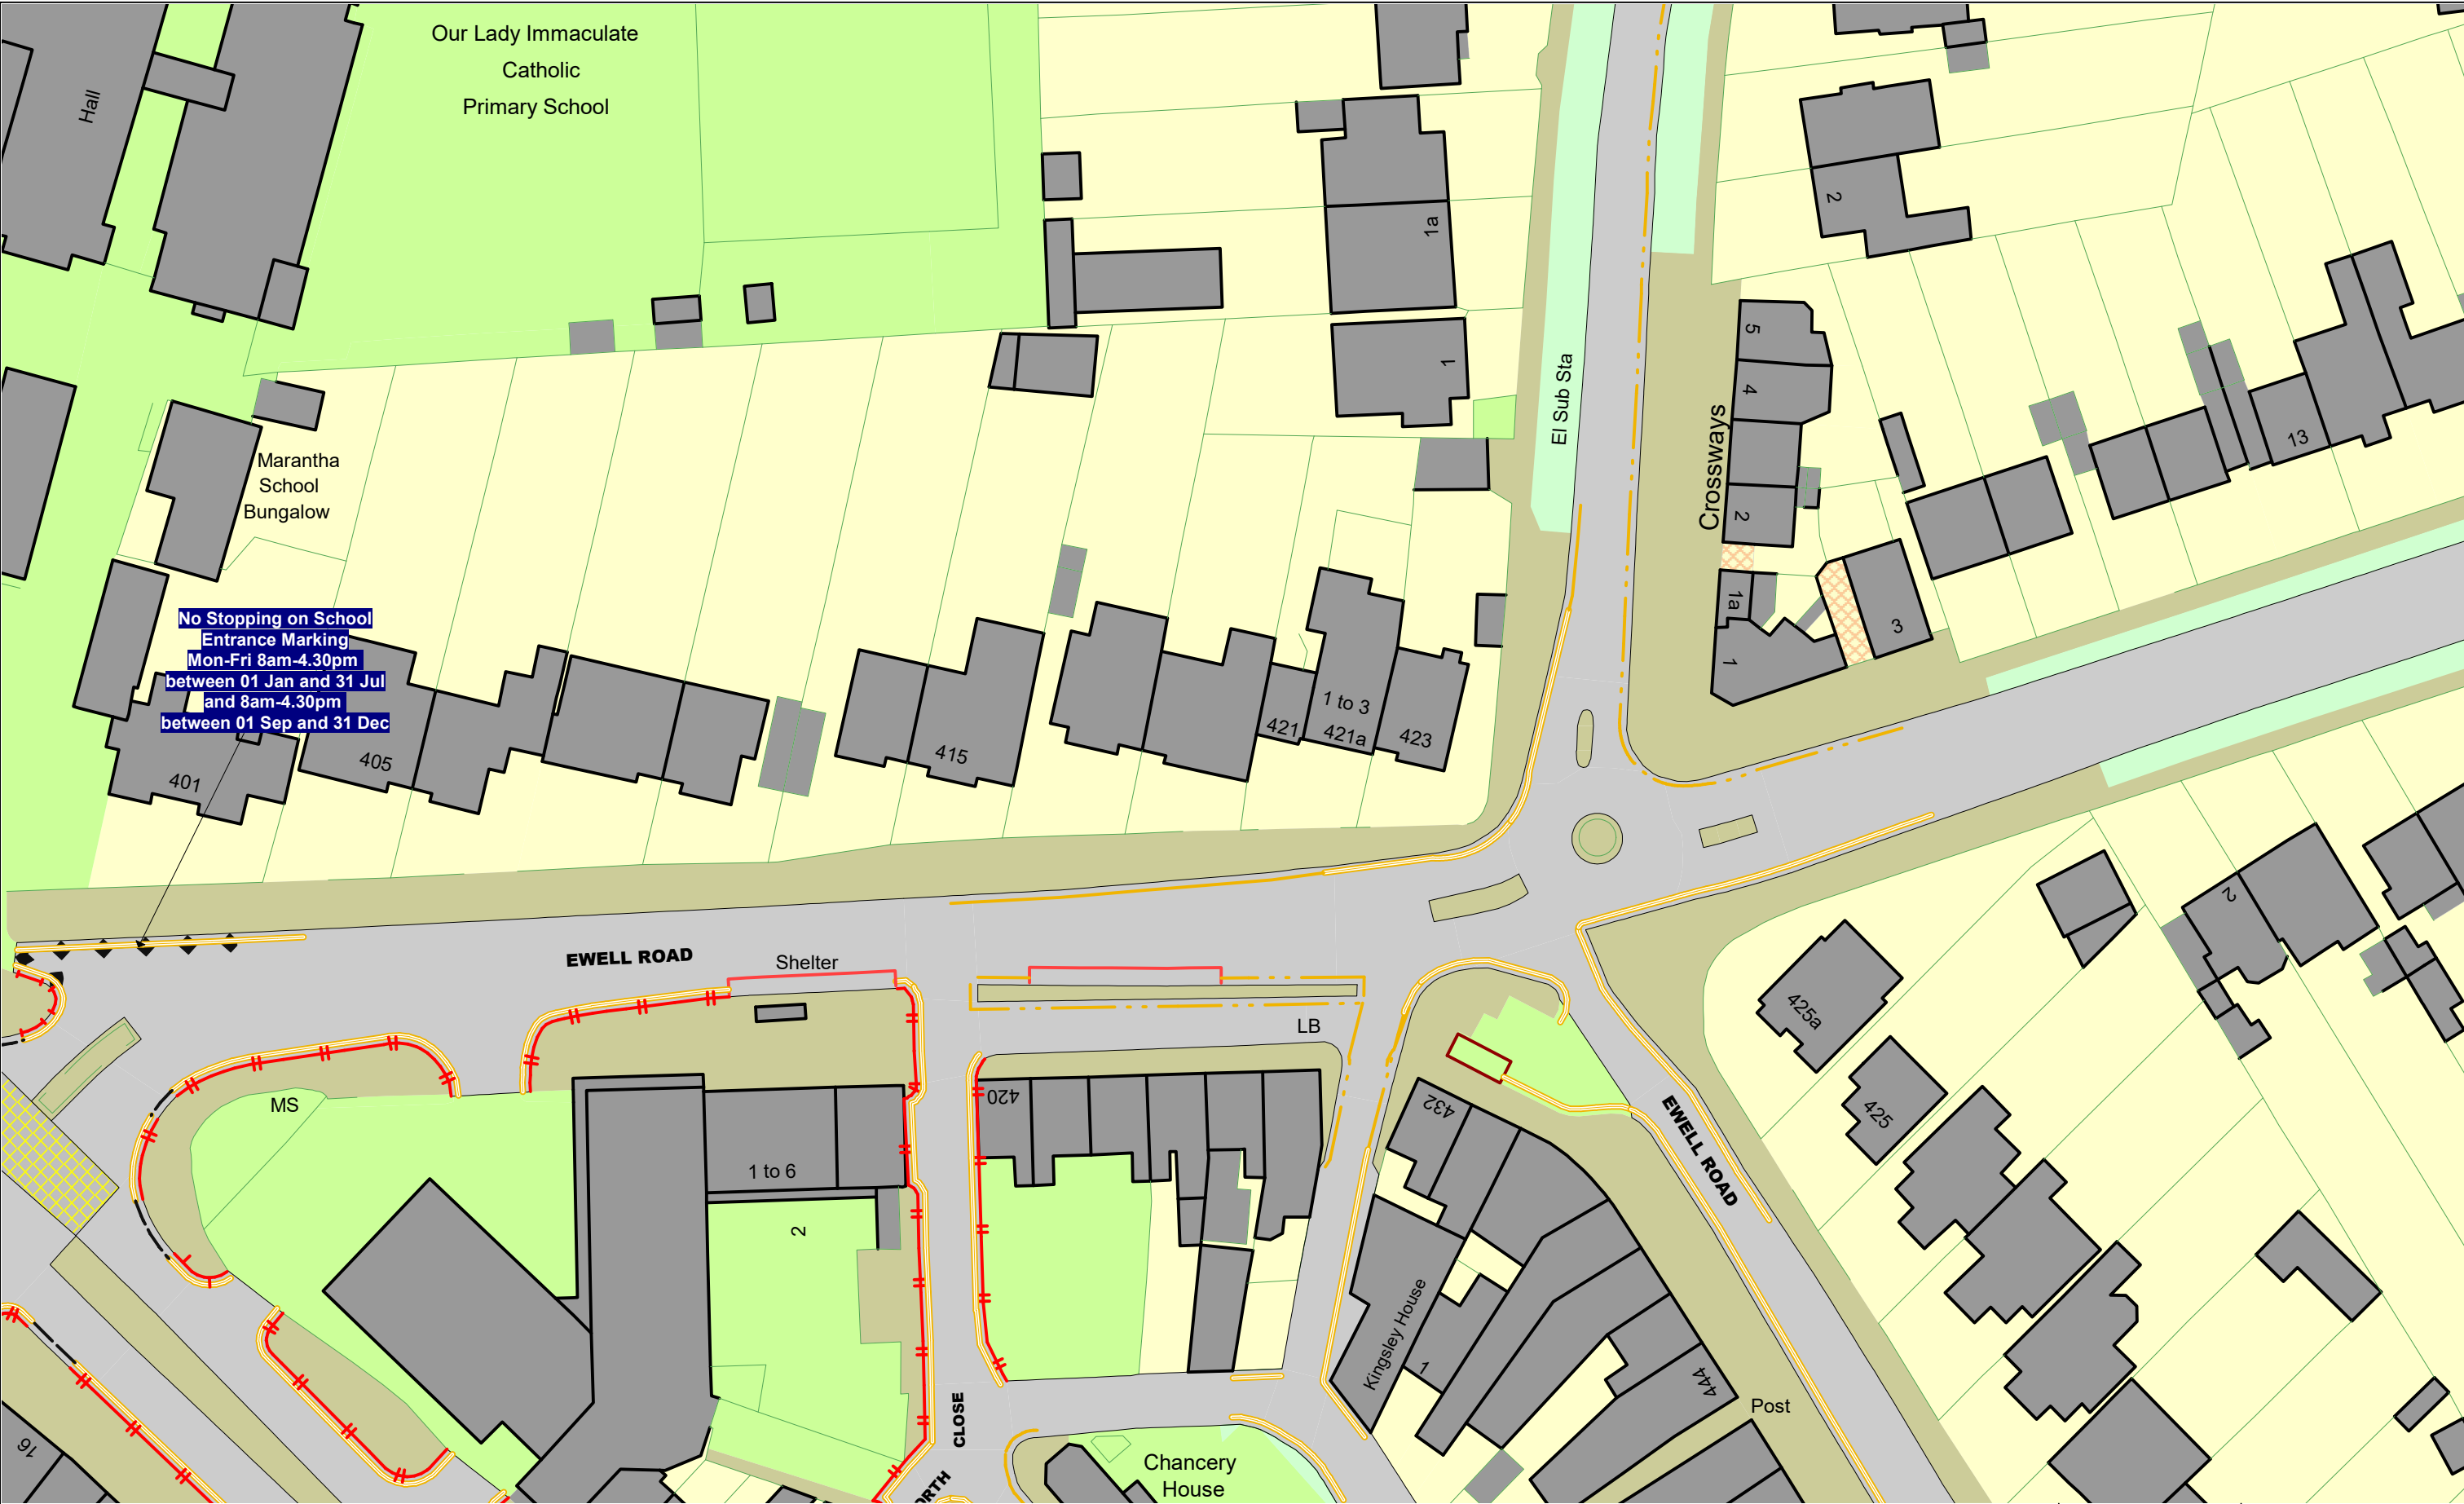 Our Lady Immaculate
Catholic
Primary School
Hall
1a
1
2
El Sub Sta
Crossways
5
4
2
1a
1
3
13
Marantha
School
Bungalow
No Stopping on School
Entrance Marking
Mon-Fri 8am-4.30pm
between 01 Jan and 31 Jul
and 8am-4.30pm
between 01 Sep and 31 Dec
401
405
415
421
1 to 3
421a
423
EWELL ROAD
Shelter
LB
MS
1 to 6
2
420
432
425a
425
2
EWELL ROAD
Kingsley House
1
444
Post
CLOSE
ORTH
Chancery
House
16